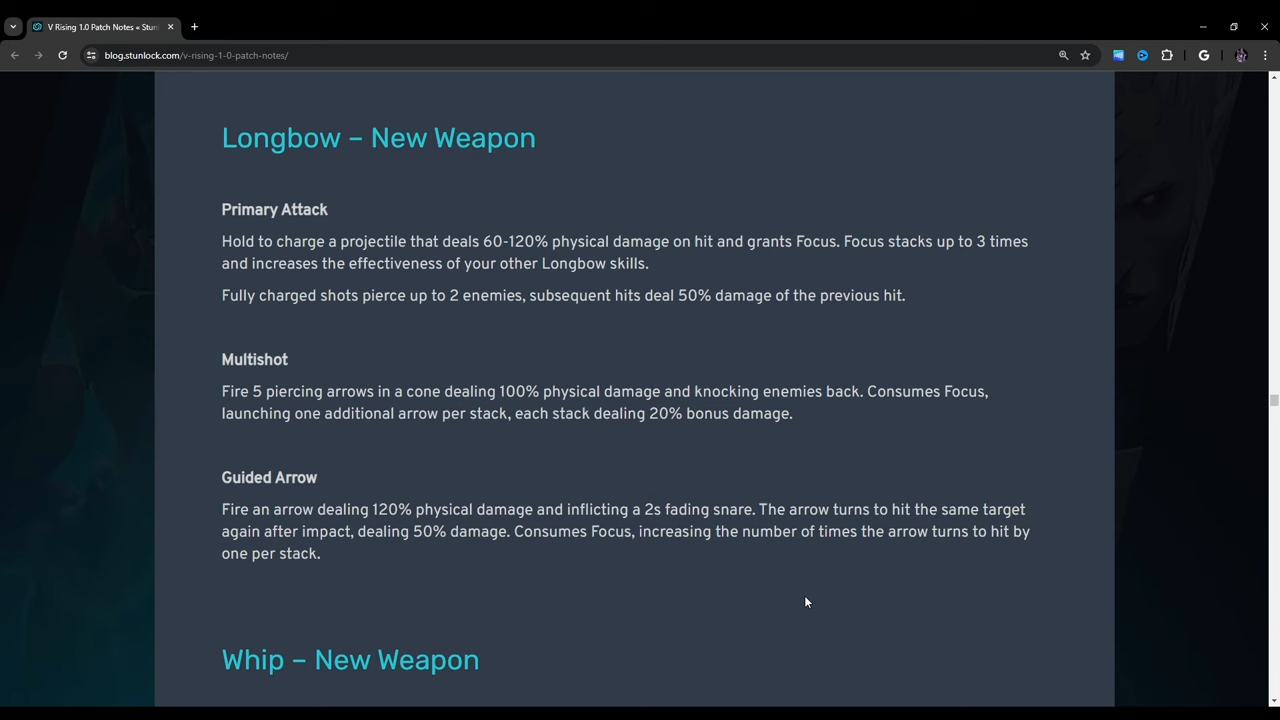 V Rising 1.0 Patch Notes « Stun
blog.stunlock.com/v-rising-1-0-patch-notes/
Longbow – New Weapon
Primary Attack
Hold to charge a projectile that deals 60-120% physical damage on hit and grants Focus. Focus stacks up to 3 times
and increases the effectiveness of your other Longbow skills.
Fully charged shots pierce up to 2 enemies, subsequent hits deal 50% damage of the previous hit.
Multishot
Fire 5 piercing arrows in a cone dealing 100% physical damage and knocking enemies back. Consumes Focus,
launching one additional arrow per stack, each stack dealing 20% bonus damage.
Guided Arrow
Fire an arrow dealing 120% physical damage and inflicting a 2s fading snare. The arrow turns to hit the same target
again after impact, dealing 50% damage. Consumes Focus, increasing the number of times the arrow turns to hit by
one per stack.
Whip – New Weapon